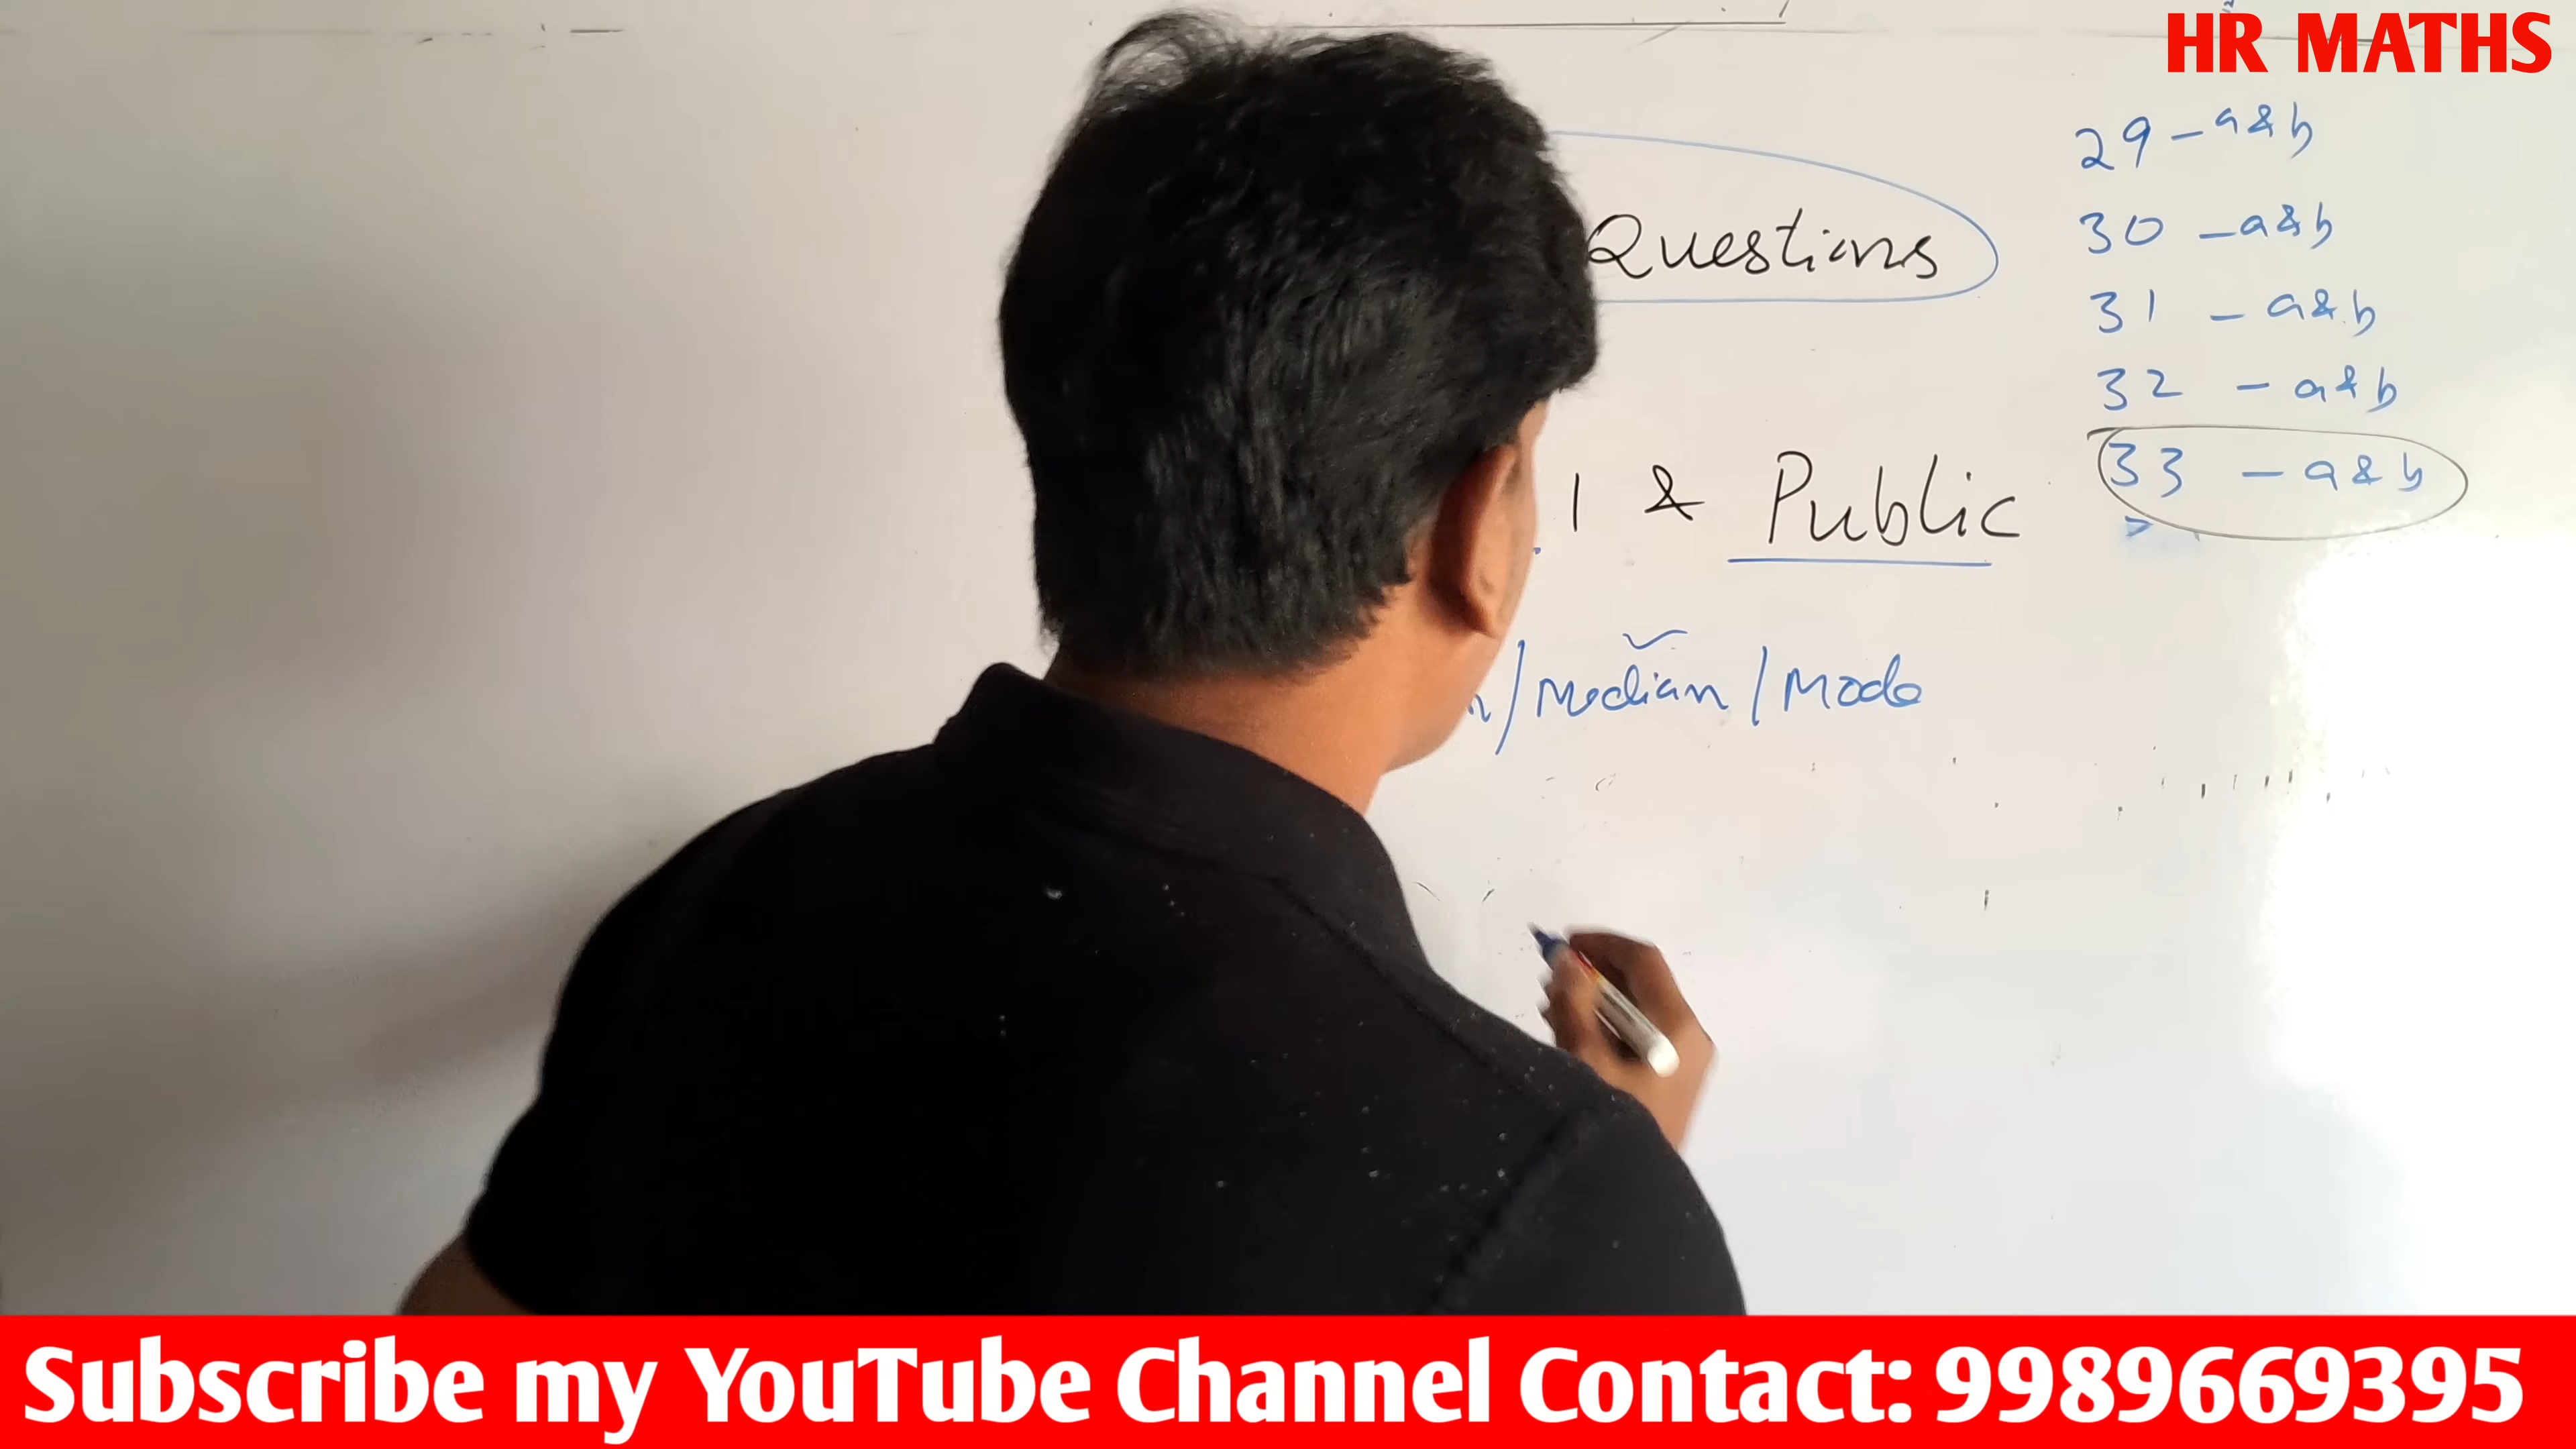 HR MATHS
29 - a & b
Questions
30 - a & b
31 - a & b
32 - a & b
1 & Public
33 - a & b
/Median / Mode
Subscribe my YouTube Channel Contact: 9989669395